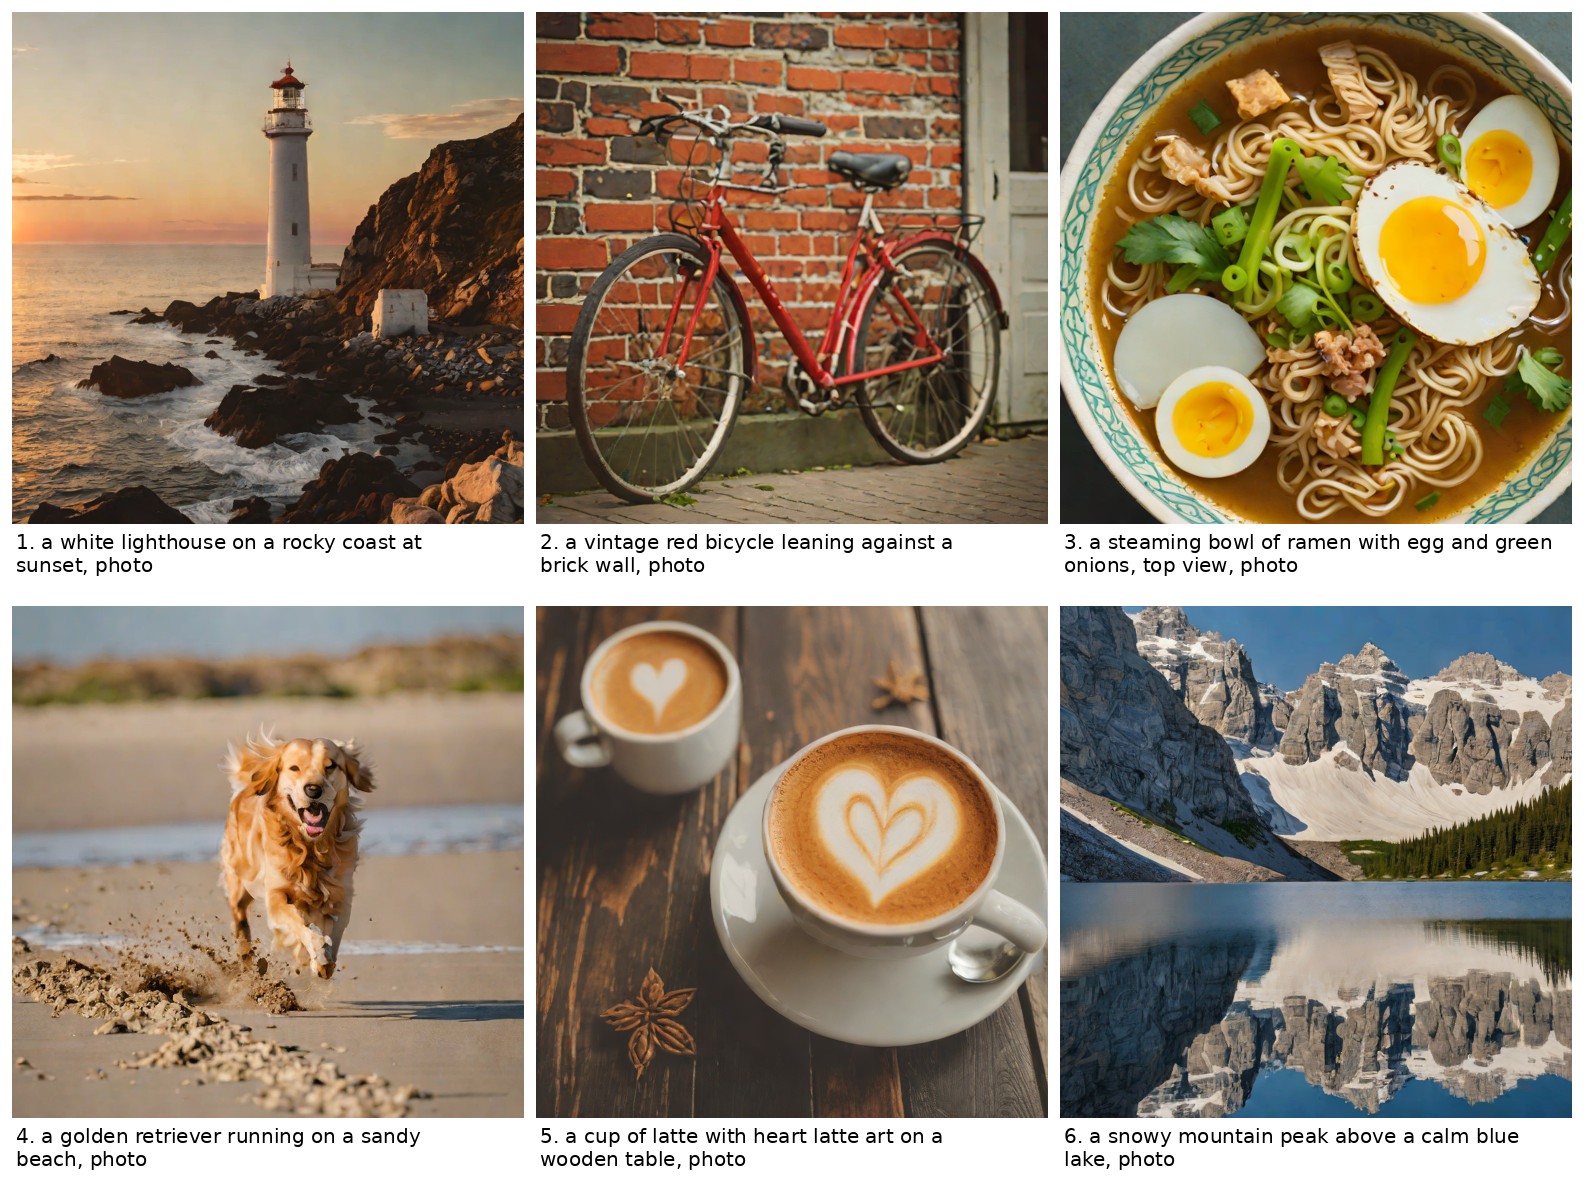 1. a white lighthouse on a rocky coast at
sunset, photo
2. a vintage red bicycle leaning against a
brick wall, photo
3. a steaming bowl of ramen with egg and green
onions, top view, photo
4. a golden retriever running on a sandy
beach, photo
5. a cup of latte with heart latte art on a
wooden table, photo
6. a snowy mountain peak above a calm blue
lake, photo